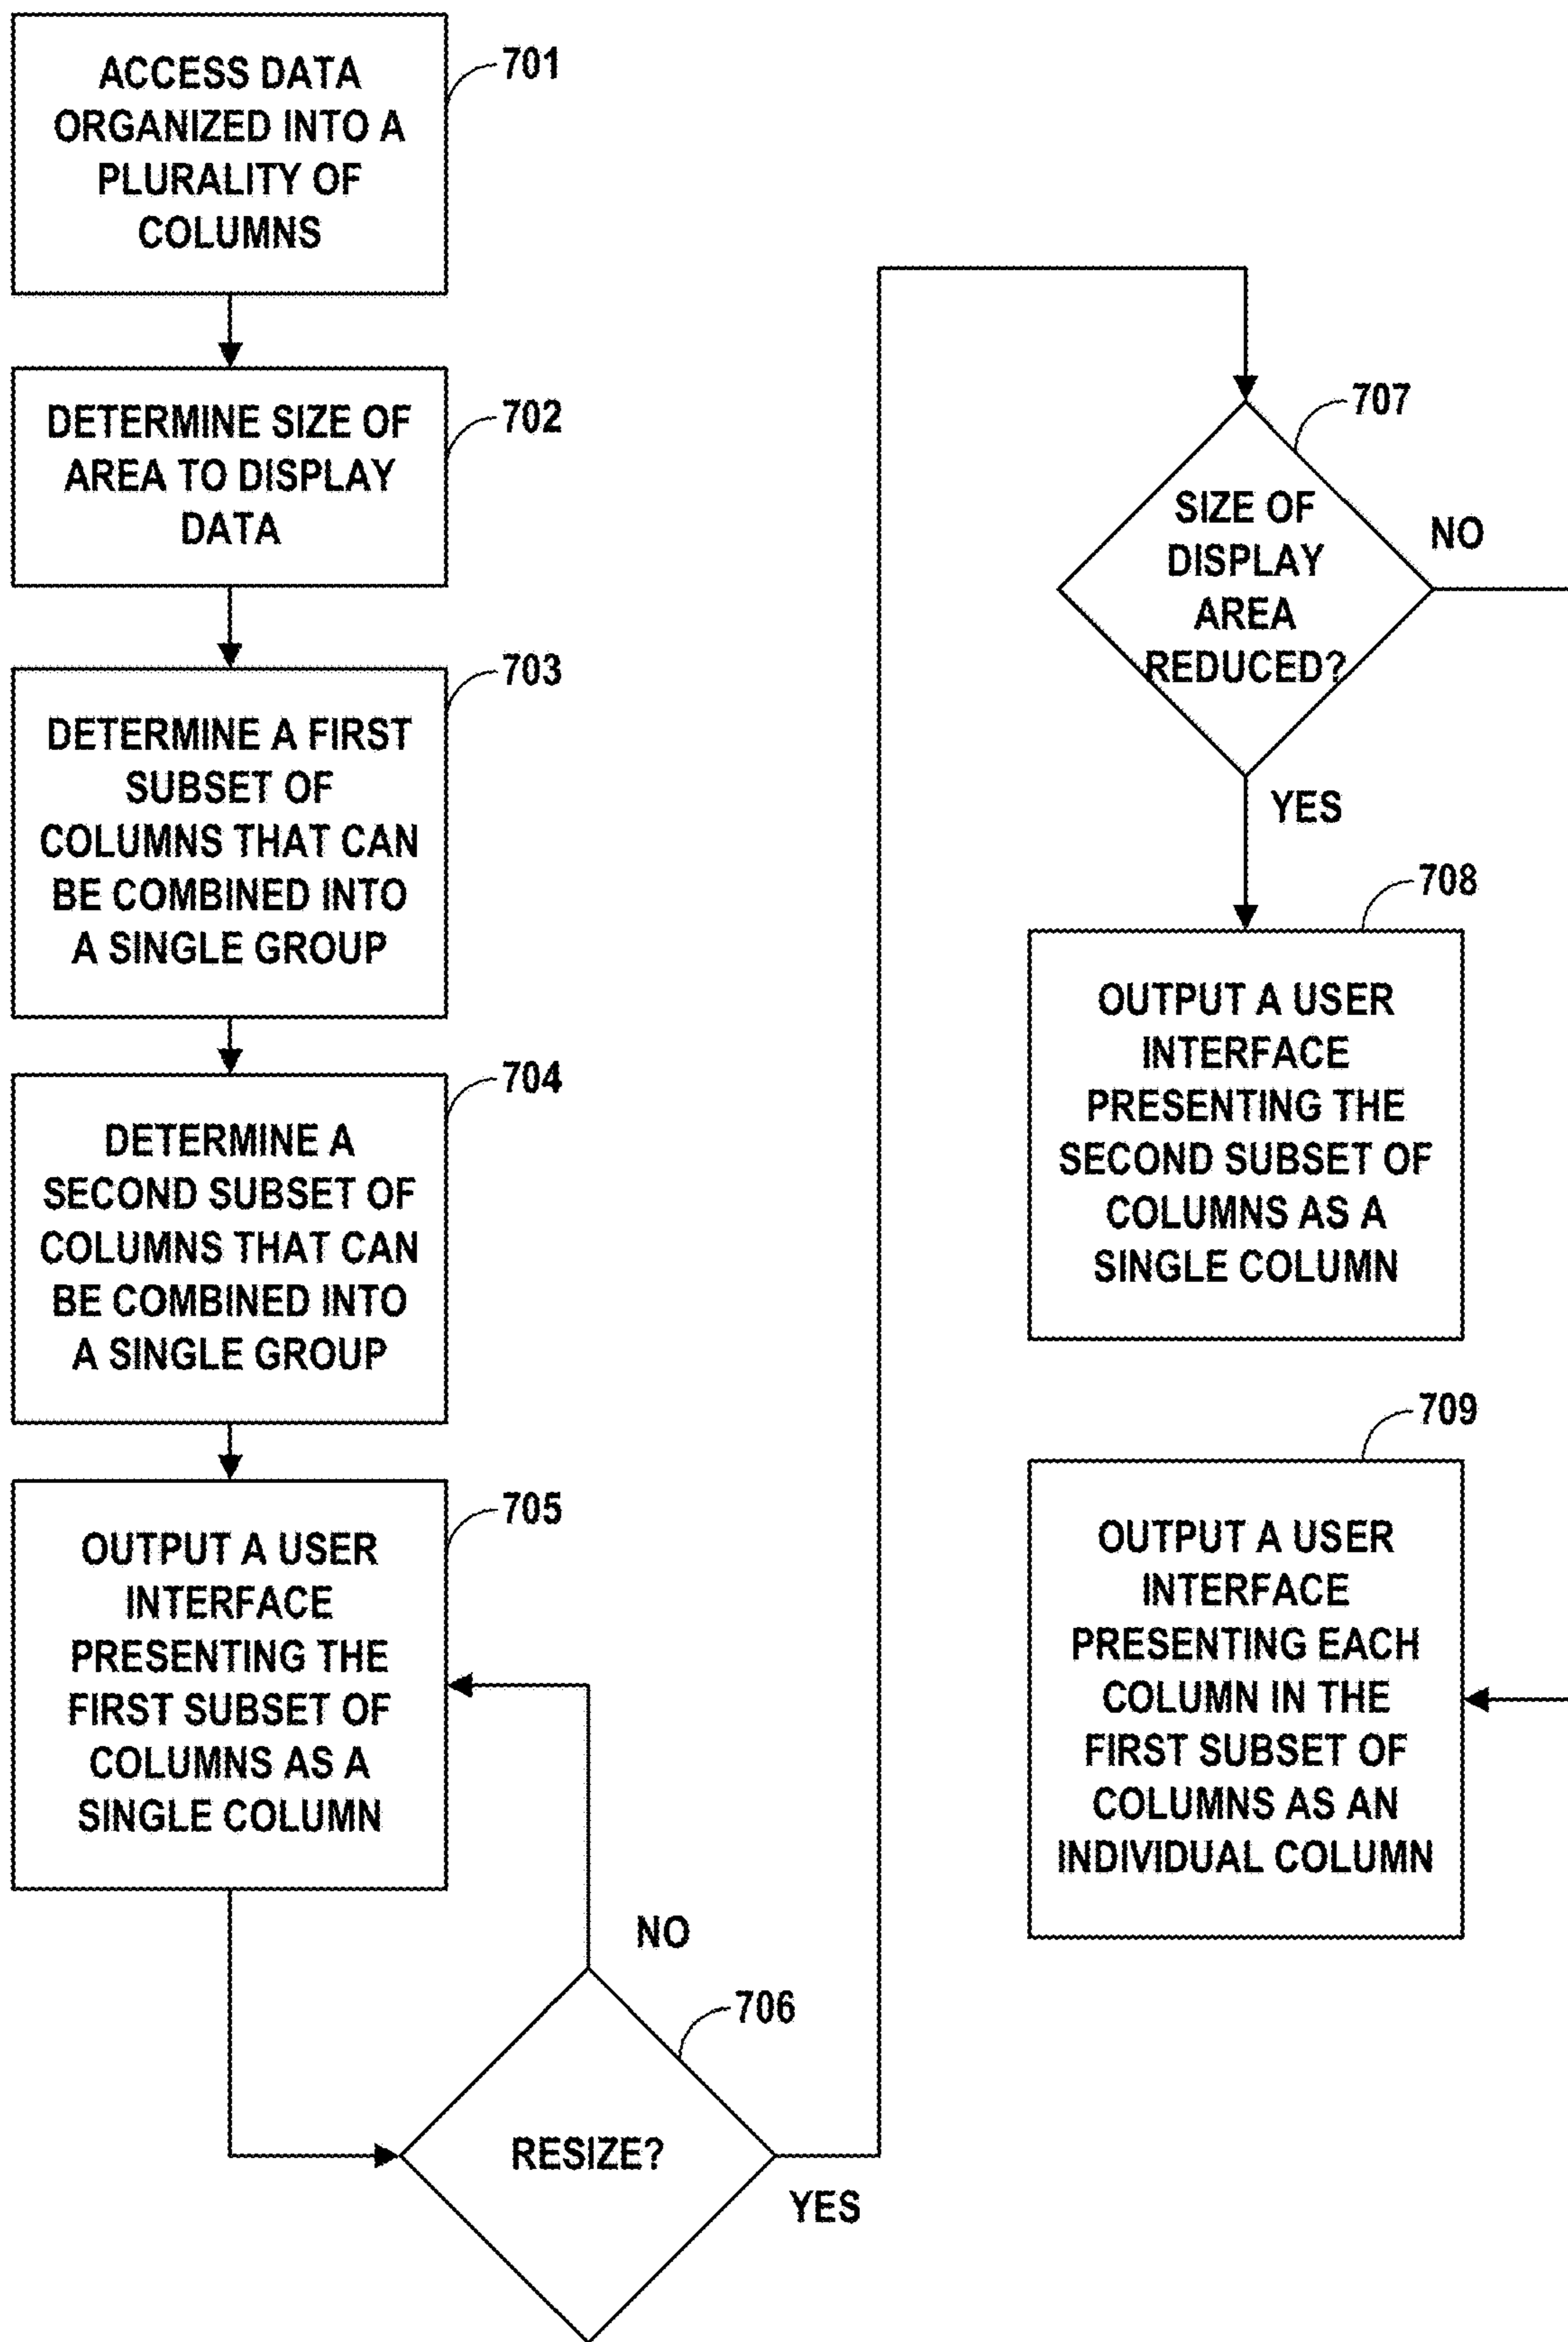 ACCESS DATA
ORGANIZED INTO A
PLURALITY OF
COLUMNS
701
DETERMINE SIZE OF
AREA TO DISPLAY
DATA
702
DETERMINE A FIRST
SUBSET OF
COLUMNS THAT CAN
BE COMBINED INTO
A SINGLE GROUP
703
DETERMINE A
SECOND SUBSET OF
COLUMNS THAT CAN
BE COMBINED INTO
A SINGLE GROUP
704
OUTPUT A USER
INTERFACE
PRESENTING THE
FIRST SUBSET OF
COLUMNS AS A
SINGLE COLUMN
705
NO
706
RESIZE?
YES
707
SIZE OF
DISPLAY
AREA
REDUCED?
NO
YES
708
OUTPUT A USER
INTERFACE
PRESENTING THE
SECOND SUBSET OF
COLUMNS AS A
SINGLE COLUMN
709
OUTPUT A USER
INTERFACE
PRESENTING EACH
COLUMN IN THE
FIRST SUBSET OF
COLUMNS AS AN
INDIVIDUAL COLUMN